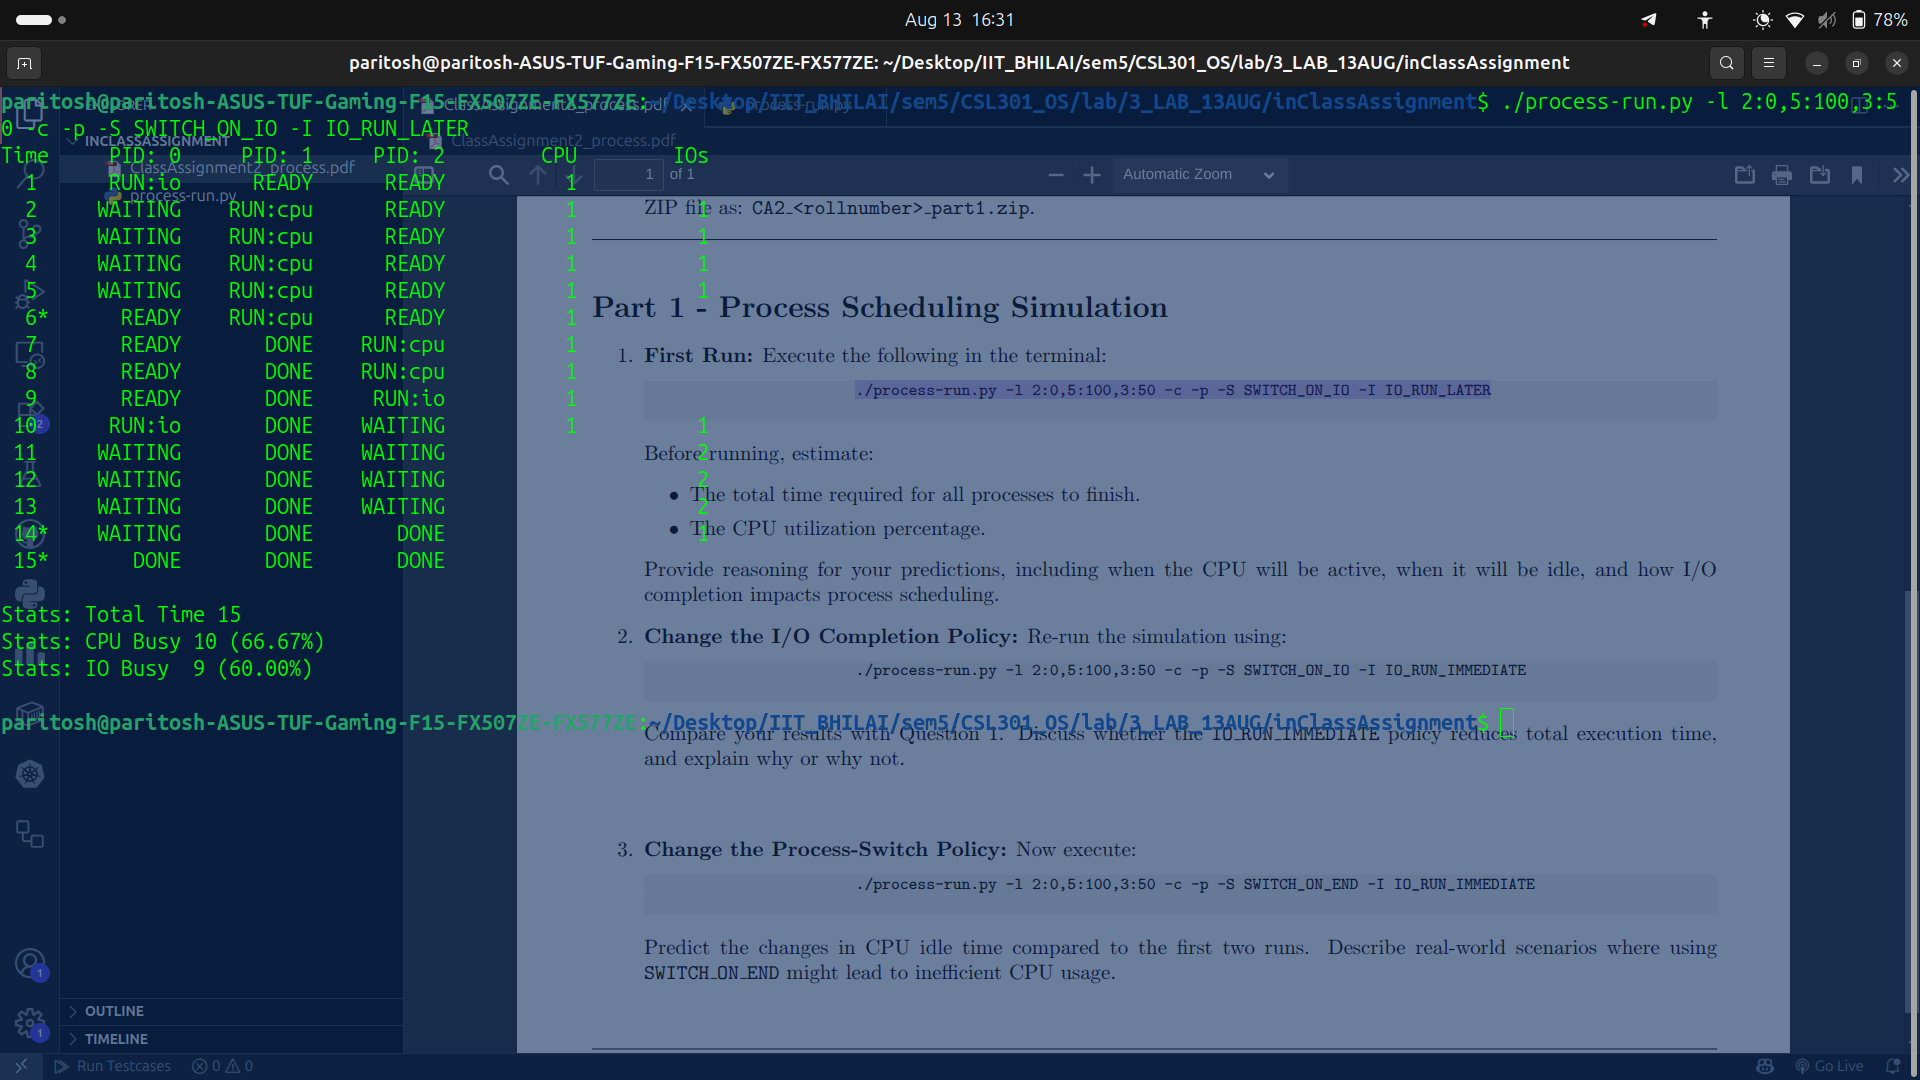 Aug 13 16:31
78%
paritosh@paritosh-ASUS-TUF-Gaming-F15-FX507ZE-FX577ZE: ~/Desktop/IIT_BHILAI/sem5/CSL301_OS/lab/3_LAB_13AUG/inClassAssignment
paritosh@paritosh-ASUS-TUF-Gaming-F15-FX507ZE-FX577ZE:~/Desktop/IIT_BHILAI/sem5/CSL301_OS/lab/3_LAB_13AUG/inClassAssignment$ ./process-run.py -l 2:0,5:100,3:5
0 -c -p -S SWITCH_ON_IO -I IO_RUN_LATER
Time PID: 0 PID: 1 PID: 2 CPU IOs
1 RUN:io READY READY 1
2 WAITING RUN:cpu READY 1 1
3 WAITING RUN:cpu READY 1 1
4 WAITING RUN:cpu READY 1 1
5 WAITING RUN:cpu READY 1 1
6* READY RUN:cpu READY 1
7 READY DONE RUN:cpu 1
8 READY DONE RUN:cpu 1
9 READY DONE RUN:io 1
10 RUN:io DONE WAITING 1 1
11 WAITING DONE WAITING 2
12 WAITING DONE WAITING 2
13 WAITING DONE WAITING 2
14* WAITING DONE DONE 1
15* DONE DONE DONE
Stats: Total Time 15
Stats: CPU Busy 10 (66.67%)
Stats: IO Busy 9 (60.00%)
paritosh@paritosh-ASUS-TUF-Gaming-F15-FX507ZE-FX577ZE:~/Desktop/IIT_BHILAI/sem5/CSL301_OS/lab/3_LAB_13AUG/inClassAssignment$
EXPLORER
INCLASSASSIGNMENT
ClassAssignment2_process.pdf
process-run.py
OUTLINE
TIMELINE
ClassAssignment2_process.pdf
process-run.py
ClassAssignment2_process.pdf
1 of 1
Automatic Zoom
ZIP file as: CA2_<rollnumber>_part1.zip.
Part 1 - Process Scheduling Simulation
1. First Run: Execute the following in the terminal:
./process-run.py -l 2:0,5:100,3:50 -c -p -S SWITCH_ON_IO -I IO_RUN_LATER
Before running, estimate:
• The total time required for all processes to finish.
• The CPU utilization percentage.
Provide reasoning for your predictions, including when the CPU will be active, when it will be idle, and how I/O
completion impacts process scheduling.
2. Change the I/O Completion Policy: Re-run the simulation using:
./process-run.py -l 2:0,5:100,3:50 -c -p -S SWITCH_ON_IO -I IO_RUN_IMMEDIATE
Compare your results with Question 1. Discuss whether the IO_RUN_IMMEDIATE policy reduces total execution time,
and explain why or why not.
3. Change the Process-Switch Policy: Now execute:
./process-run.py -l 2:0,5:100,3:50 -c -p -S SWITCH_ON_END -I IO_RUN_IMMEDIATE
Predict the changes in CPU idle time compared to the first two runs. Describe real-world scenarios where using
SWITCH_ON_END might lead to inefficient CPU usage.
2
1
1
Run Testcases
0 0
Go Live